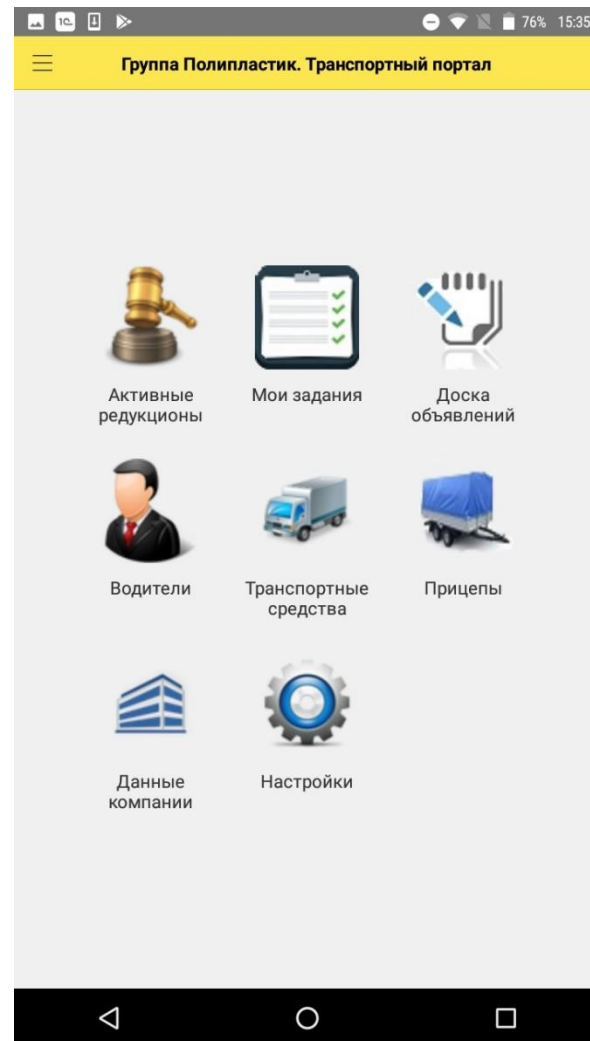 1С 76% 15:35
Группа Полипластик. Транспортный портал
Активные
редукционы
Мои задания
Доска
объявлений
Водители
Транспортные
средства
Прицепы
Данные
компании
Настройки